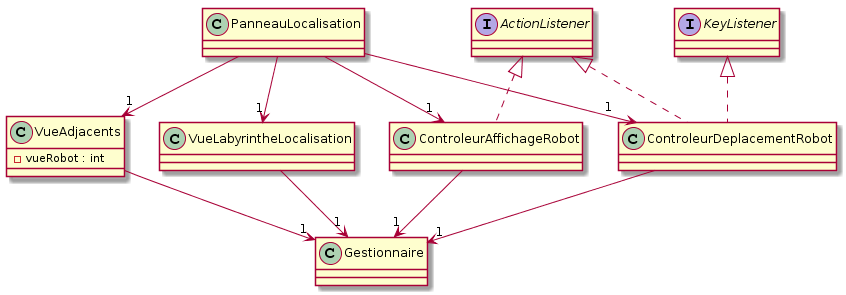 C PanneauLocalisation
I ActionListener
I KeyListener
1
1
1
1
C VueAdjacents
vueRobot : int
C VueLabyrintheLocalisation
C ControleurAffichageRobot
C ControleurDeplacementRobot
1
1
1
1
C Gestionnaire